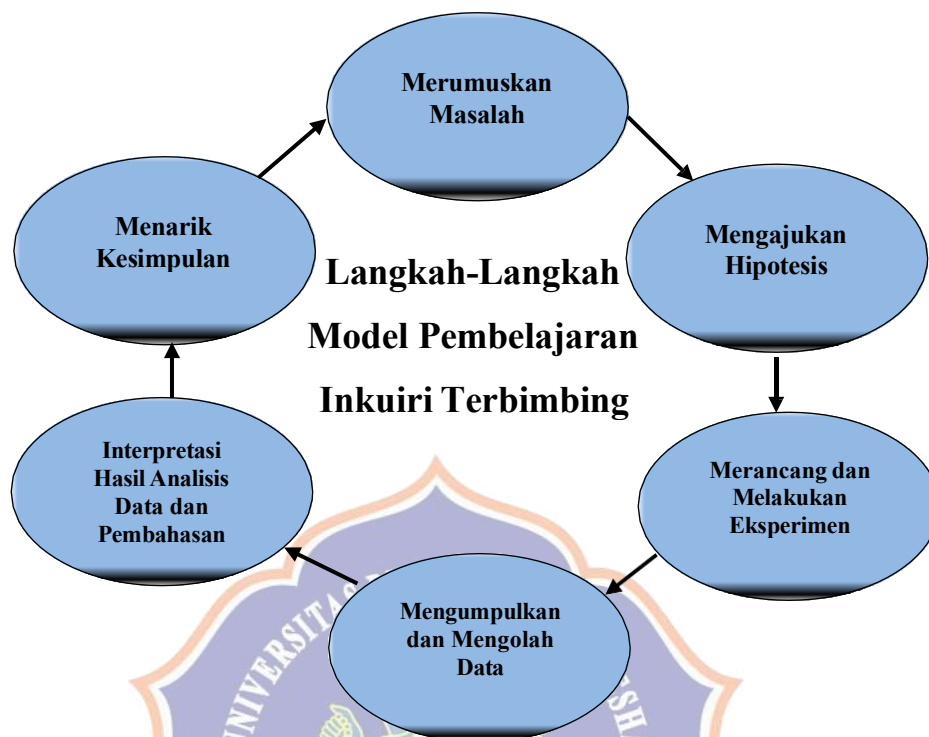 Merumuskan
Masalah
Mengajukan
Hipotesis
Merancang dan
Melakukan
Eksperimen
Mengumpulkan
dan Mengolah
Data
Interpretasi
Hasil Analisis
Data dan
Pembahasan
Menarik
Kesimpulan
Langkah-Langkah
Model Pembelajaran
Inkuiri Terbimbing